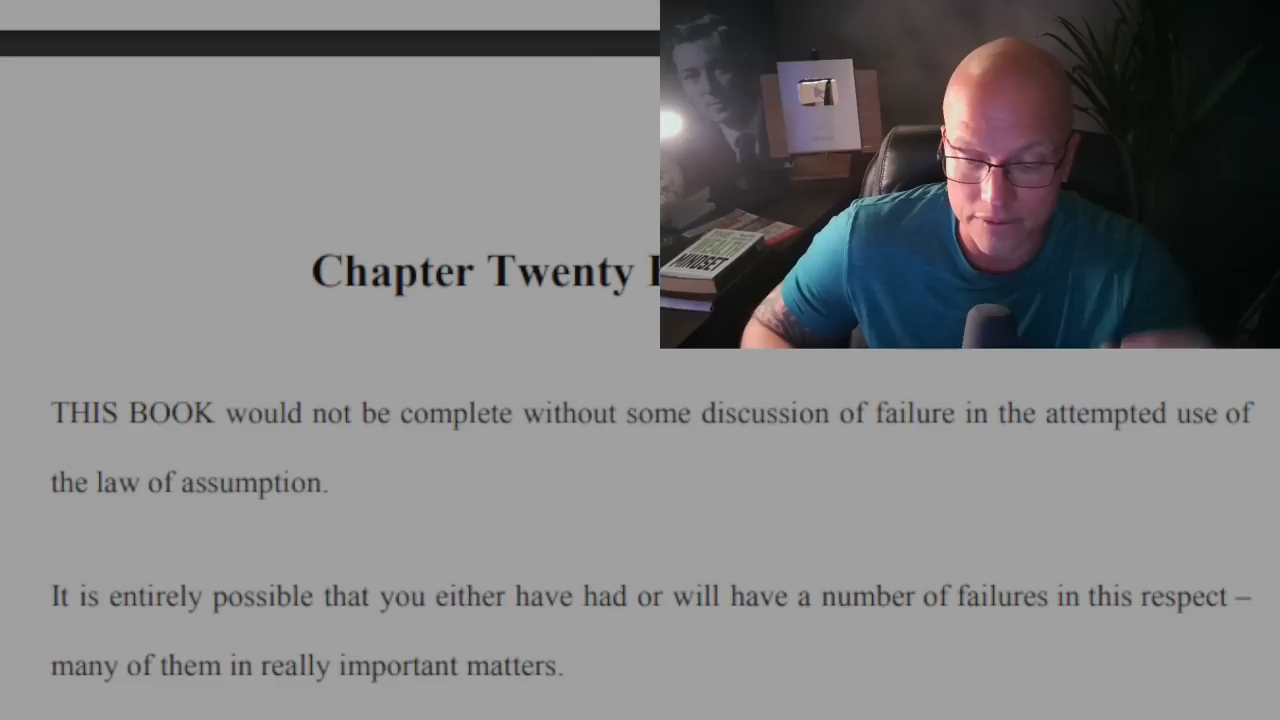 Chapter Twenty
MINDSET
THIS BOOK would not be complete without some discussion of failure in the attempted use of
the law of assumption.
It is entirely possible that you either have had or will have a number of failures in this respect –
many of them in really important matters.